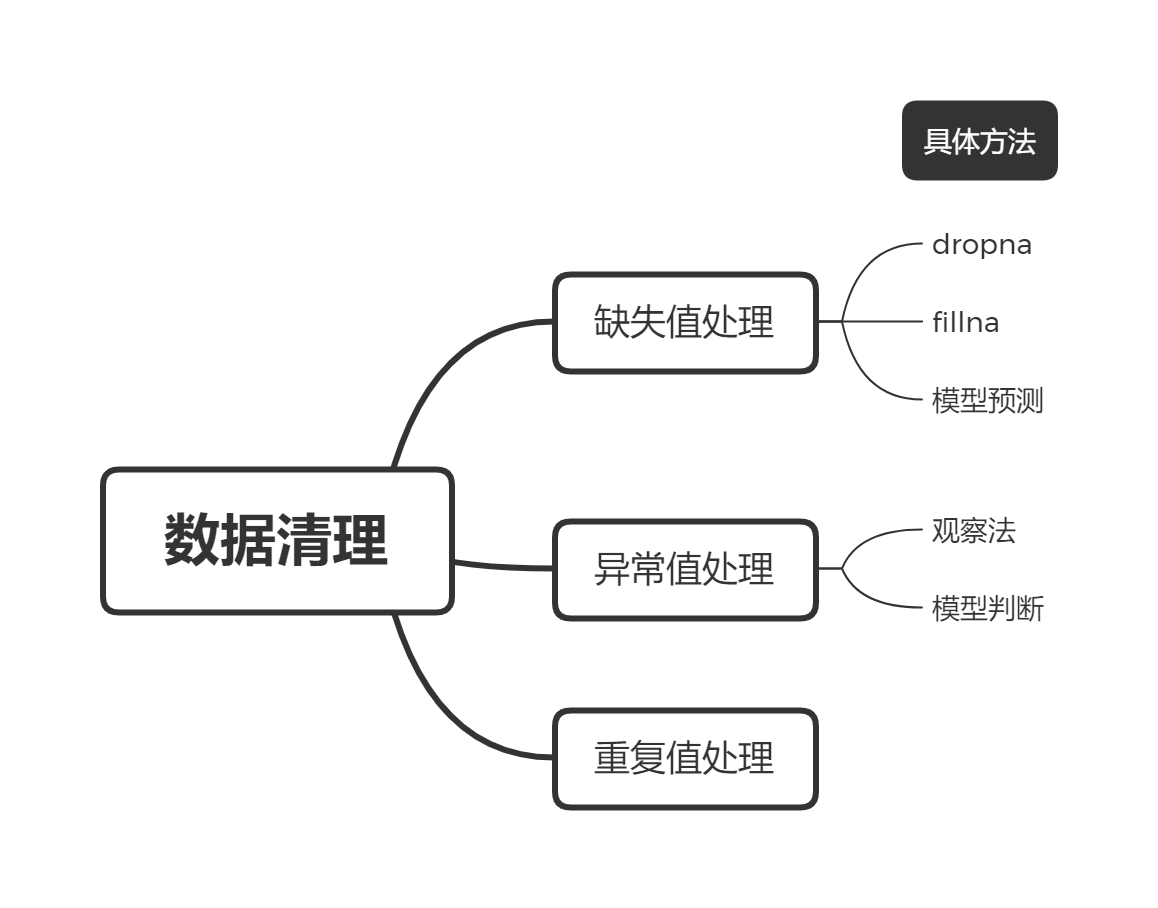 具体方法
dropna
缺失值处理
fillna
模型预测
数据清理
观察法
异常值处理
模型判断
重复值处理